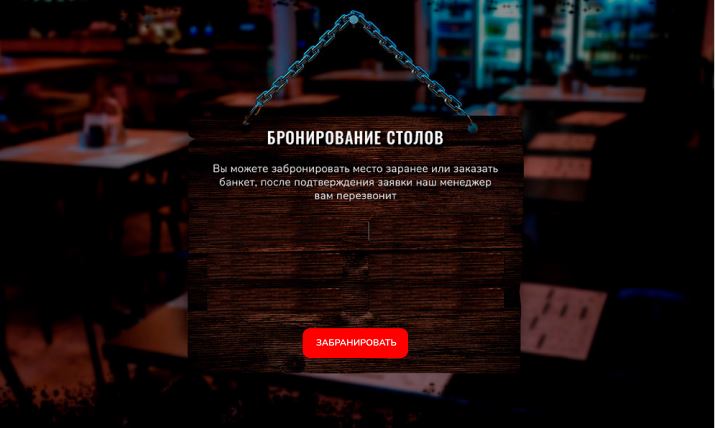 БРОНИРОВАНИЕ СТОЛОВ
Вы можете забронировать место заранее или заказать
банкет, после подтверждения заявки наш менеджер
вам перезвонит
ЗАБРАНИРОВАТЬ